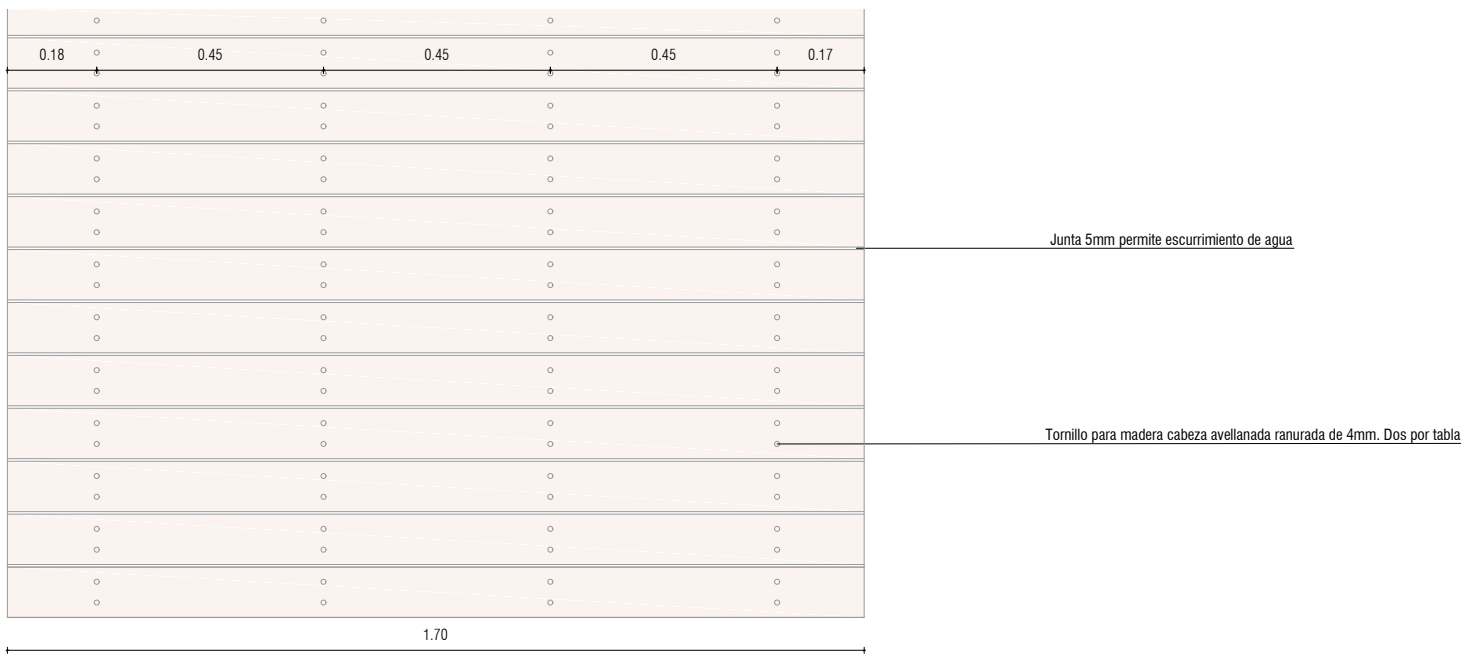 0.18 0.45 0.45 0.45 0.17
Junta 5mm permite escurrimiento de agua
Tornillo para madera cabeza avellanada ranurada de 4mm. Dos por tabla
1.70